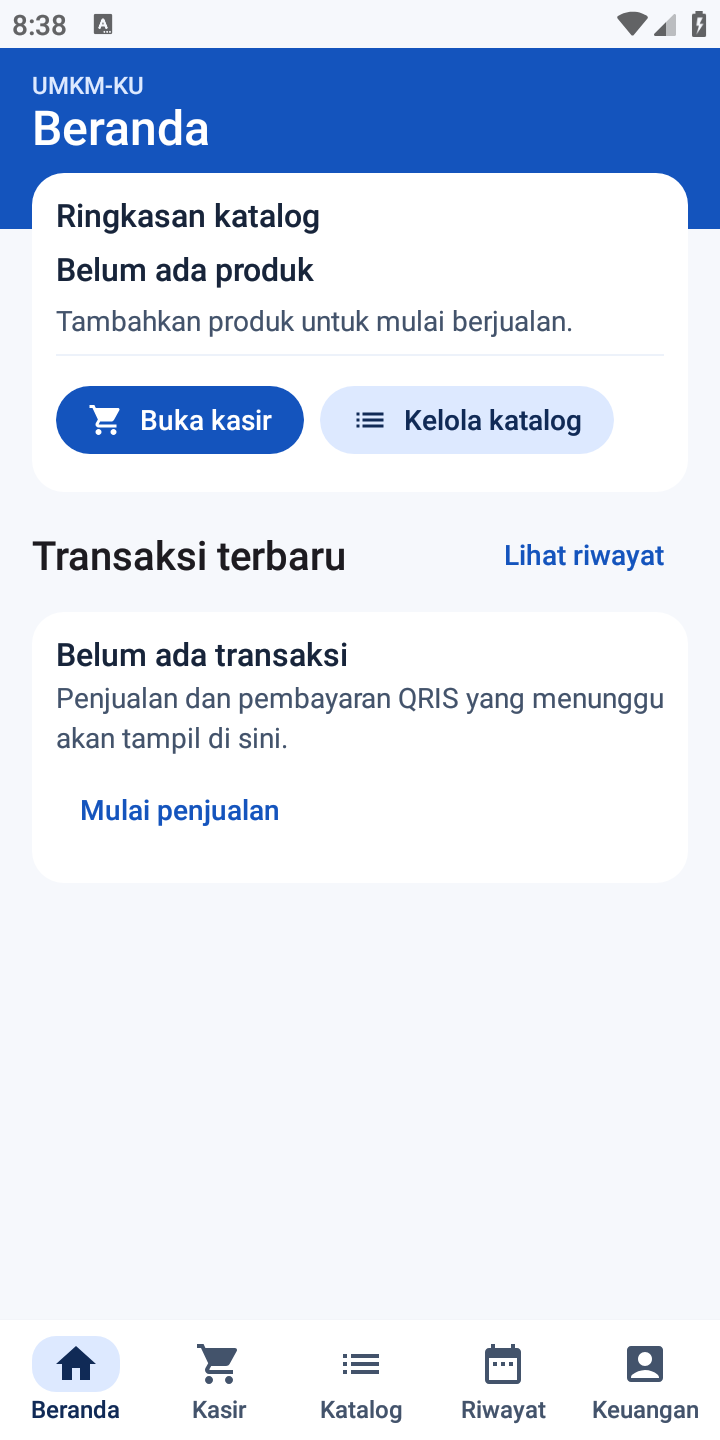 8:38
UMKM-KU
Beranda
Ringkasan katalog
Belum ada produk
Tambahkan produk untuk mulai berjualan.
Buka kasir
Kelola katalog
Transaksi terbaru
Lihat riwayat
Belum ada transaksi
Penjualan dan pembayaran QRIS yang menunggu
akan tampil di sini.
Mulai penjualan
Beranda
Kasir
Katalog
Riwayat
Keuangan